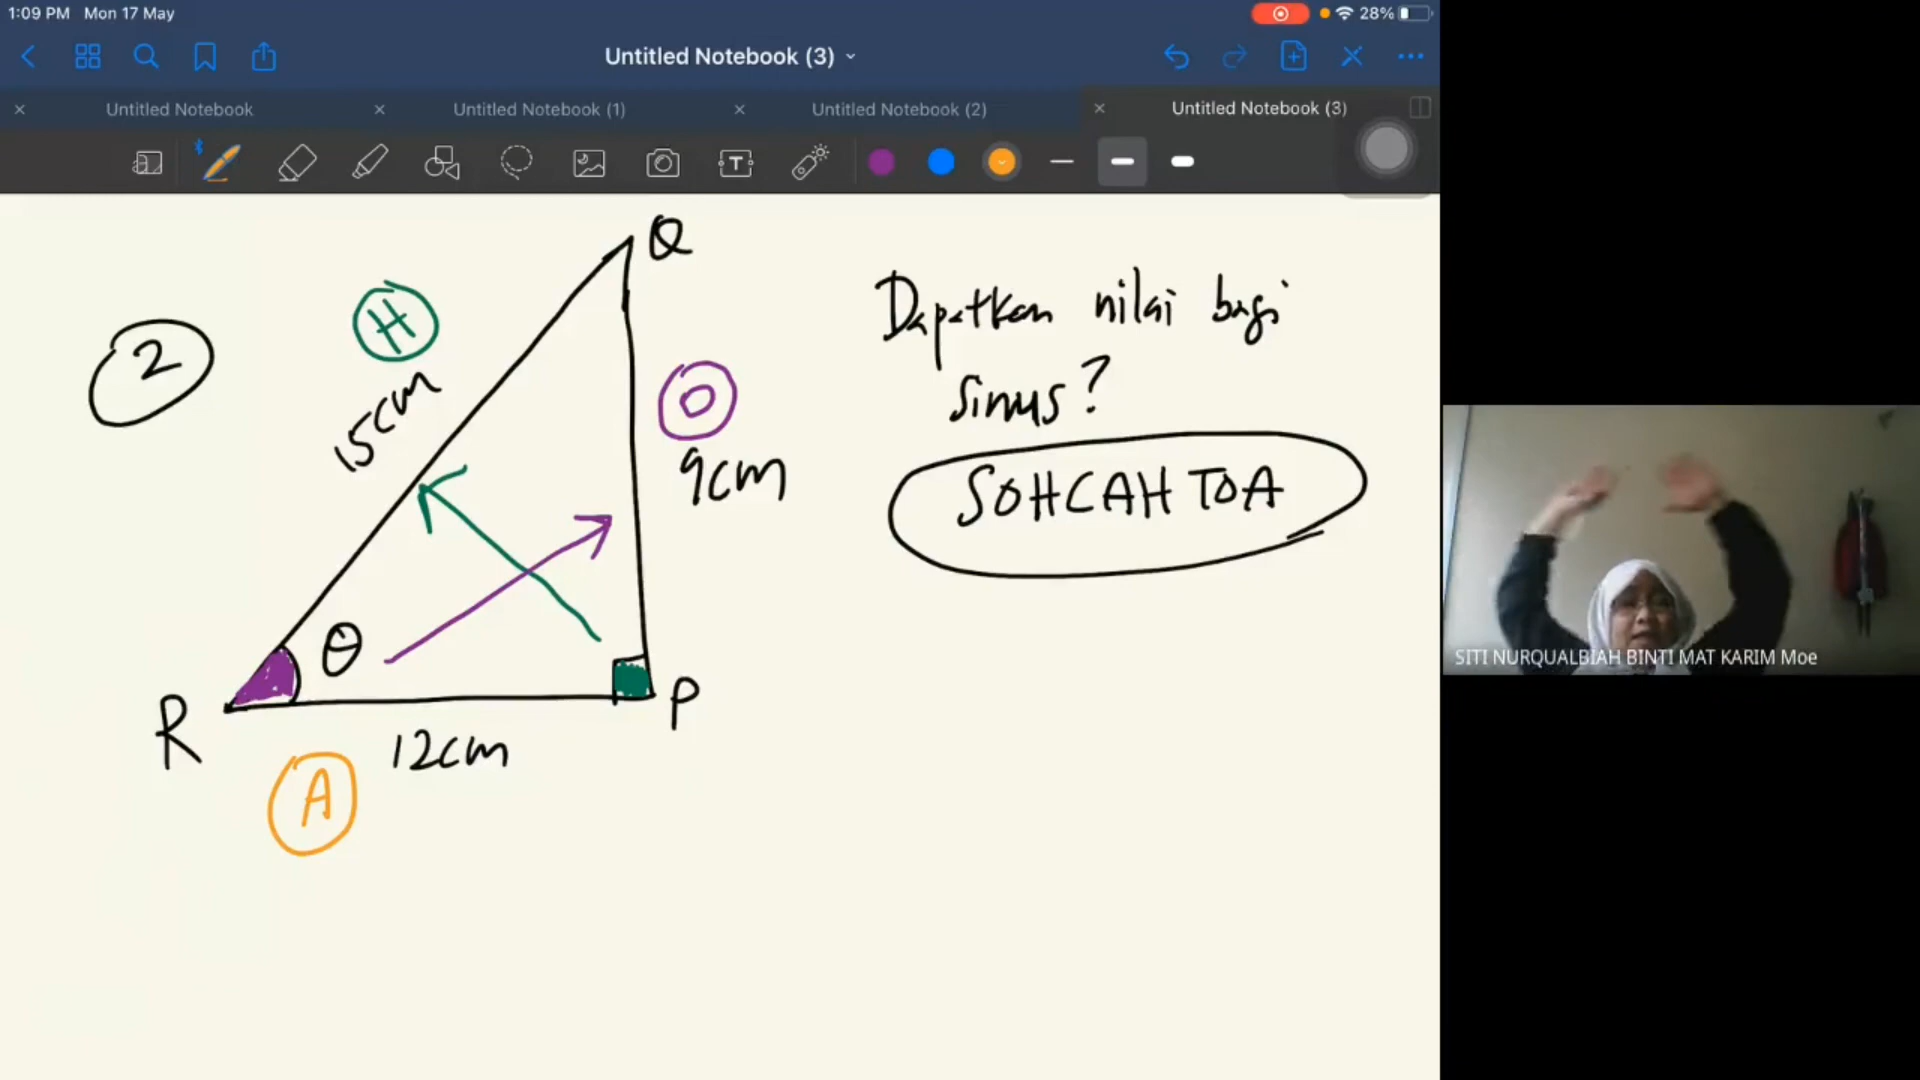 1:09 PM Mon 17 May
28%
Untitled Notebook (3)
Untitled Notebook
Untitled Notebook (1)
Untitled Notebook (2)
Untitled Notebook (3)
T
2
H
15cm
Q
O
9cm
θ
R
P
12cm
A
Dapatkan nilai bagi
sinus?
SOHCAHTOA
SITI NURQUALBIAH BINTI MAT KARIM Moe